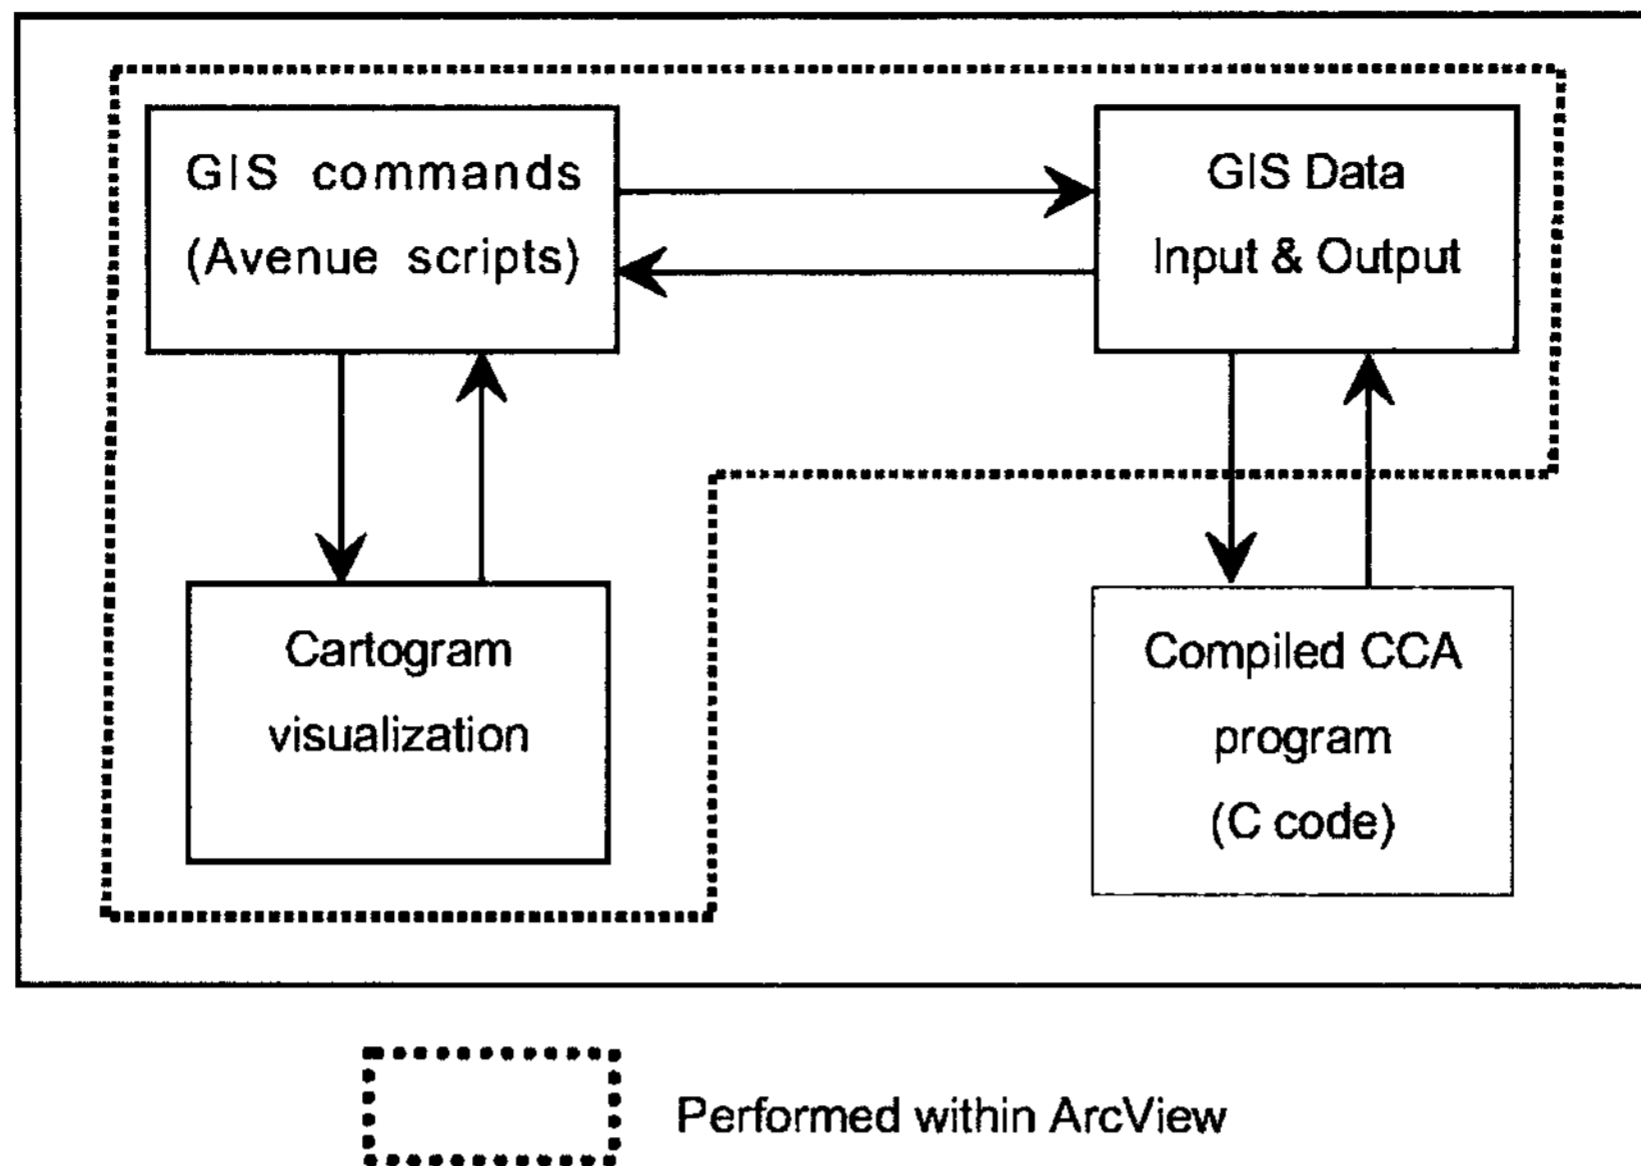 GIS commands
(Avenue scripts)
GIS Data
Input & Output
Cartogram
visualization
Compiled CCA
program
(C code)
Performed within ArcView